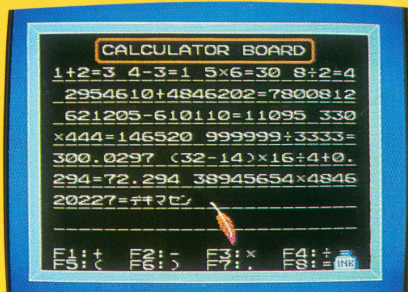 CALCULATOR BOARD
1+2=3 4-3=1 5×6=30 8÷2=4
2954610+4846202=7800812
621205-610110=11095 330
×444=146520 999999÷3333=
300.0297 (32-14)×16÷4+0.
294=72.294 38945654×4846
20227=デキマセン
F1:+ F2:- F3:× F4:÷
F5:( F6:) F7:. F8:=
INK